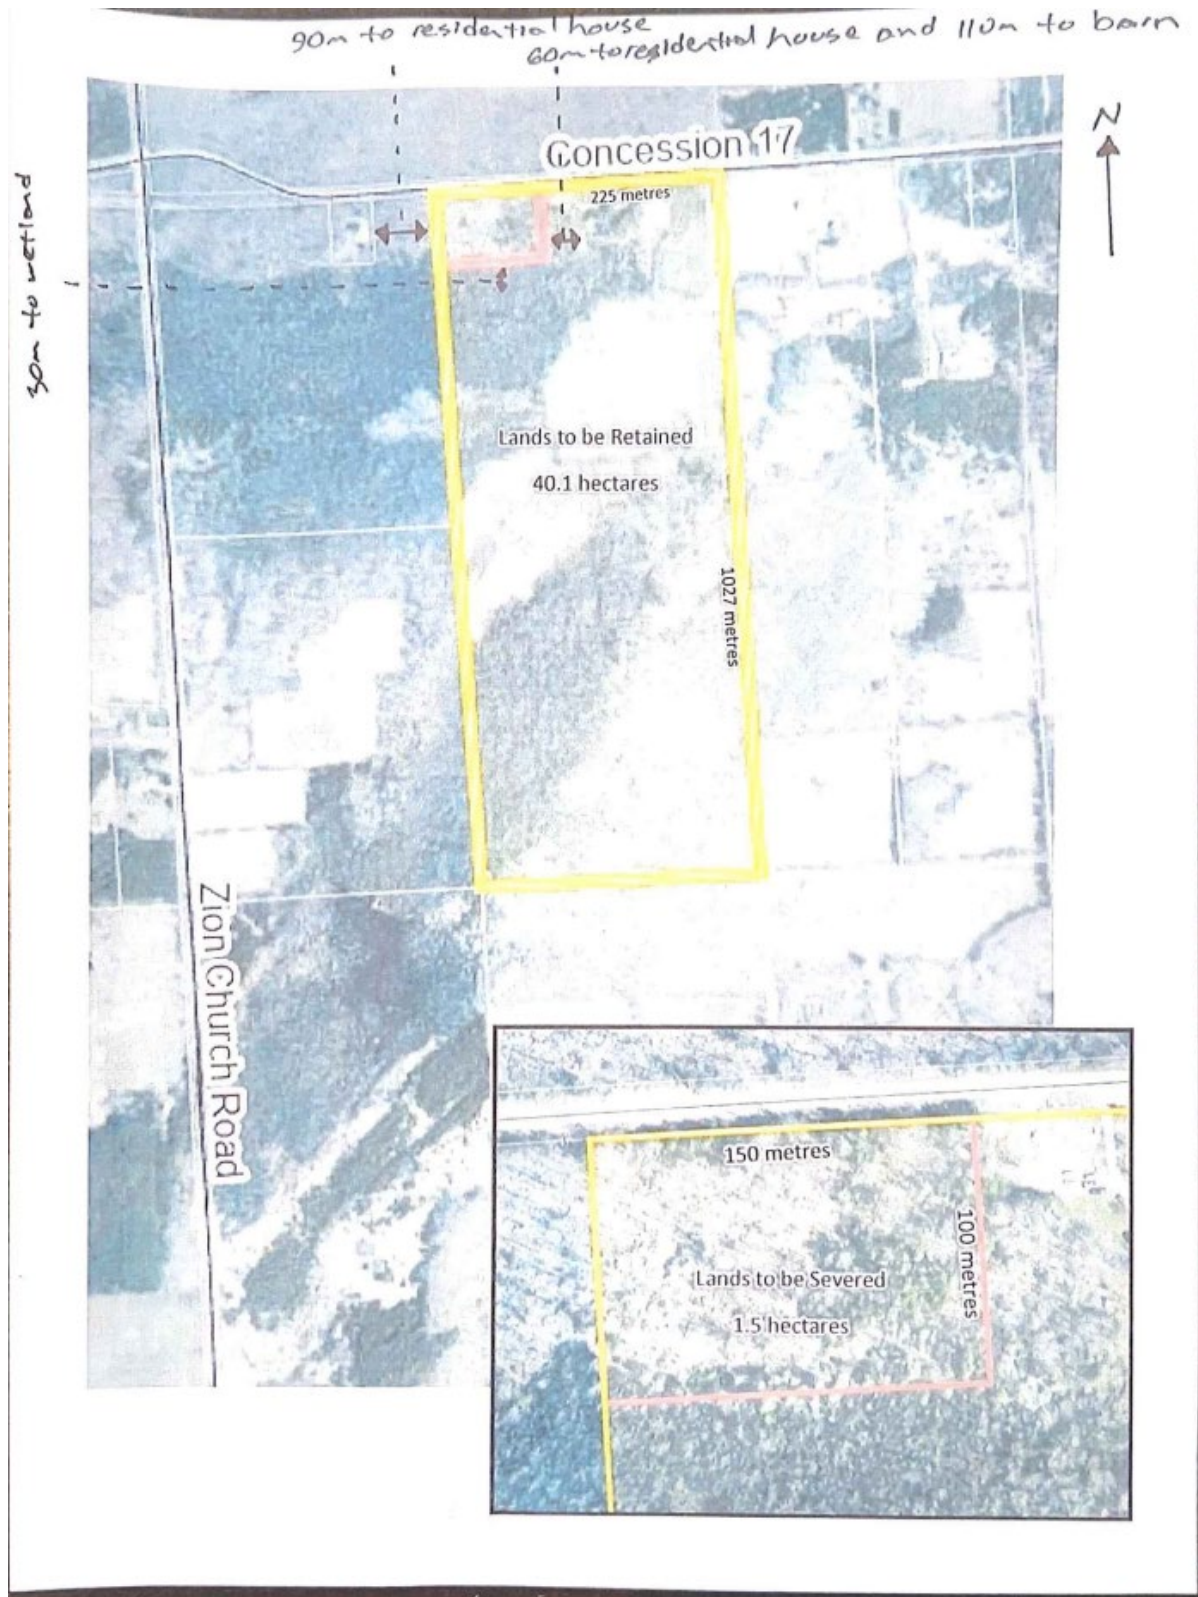 90m to residential house
60m to residential house and 110m to barn
N
Concession 17
225 metres
30m to wetland
Lands to be Retained
40.1 hectares
1027 metres
Zion Church Road
150 metres
100 metres
Lands to be Severed
1.5 hectares